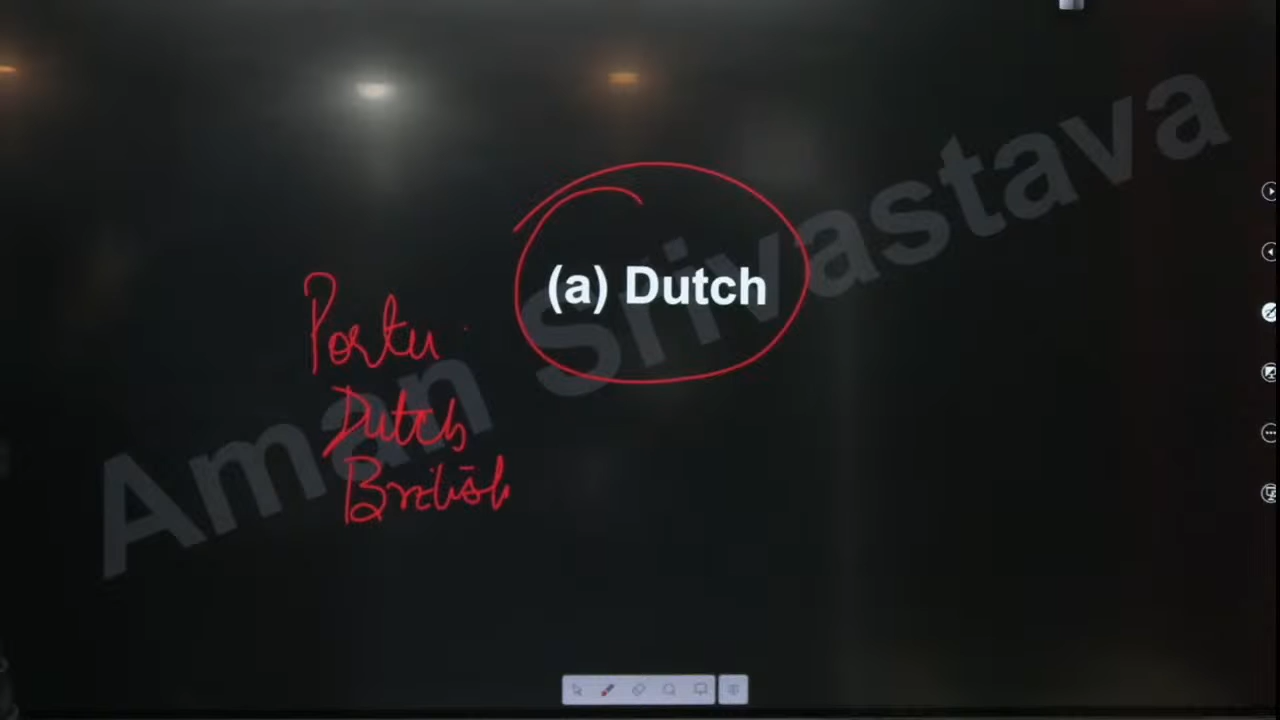 (a) Dutch
Portu
Dutch
British
Aman Srivastava